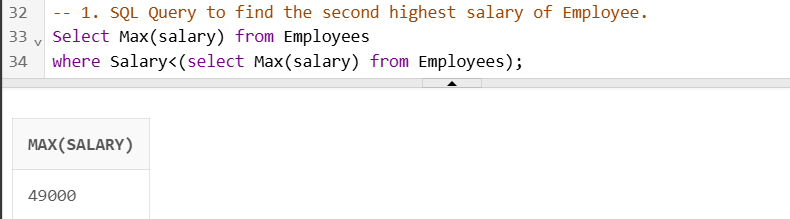 32 -- 1. SQL Query to find the second highest salary of Employee.
33 Select Max(salary) from Employees
34 where Salary<(select Max(salary) from Employees);
MAX(SALARY)
49000